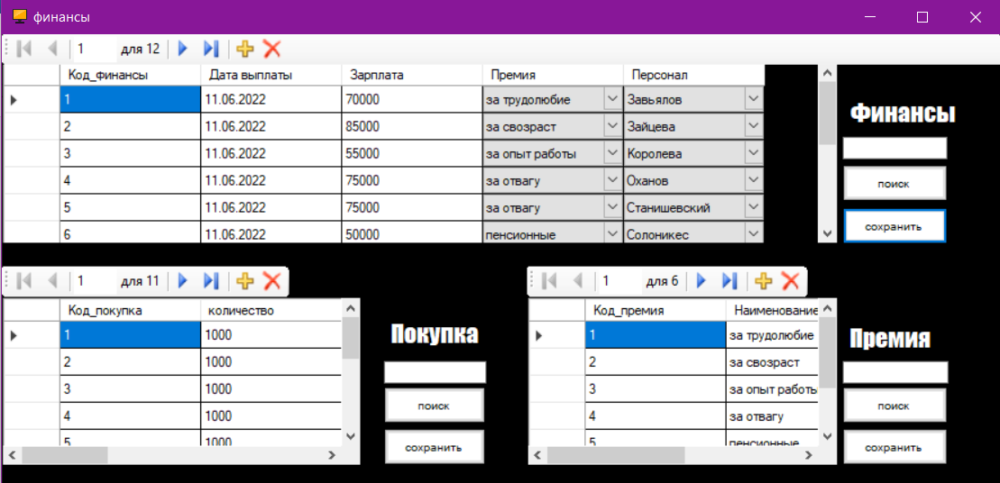 финансы
1 для 12
Код_финансы Дата выплаты Зарплата Премия Персонал
1 11.06.2022 70000 за трудолюбие Завьялов
2 11.06.2022 85000 за свозраст Зайцева
3 11.06.2022 55000 за опыт работы Королева
4 11.06.2022 75000 за отвагу Оханов
5 11.06.2022 75000 за отвагу Станишевский
6 11.06.2022 50000 пенсионные Солоникес
Финансы
поиск
сохранить
1 для 11
Код_покупка количество
1 1000
2 1000
3 1000
4 1000
5 1000
Покупка
поиск
сохранить
1 для 6
Код_премия Наименование
1 за трудолюбие
2 за свозраст
3 за опыт работы
4 за отвагу
5 пенсионные
Премия
поиск
сохранить